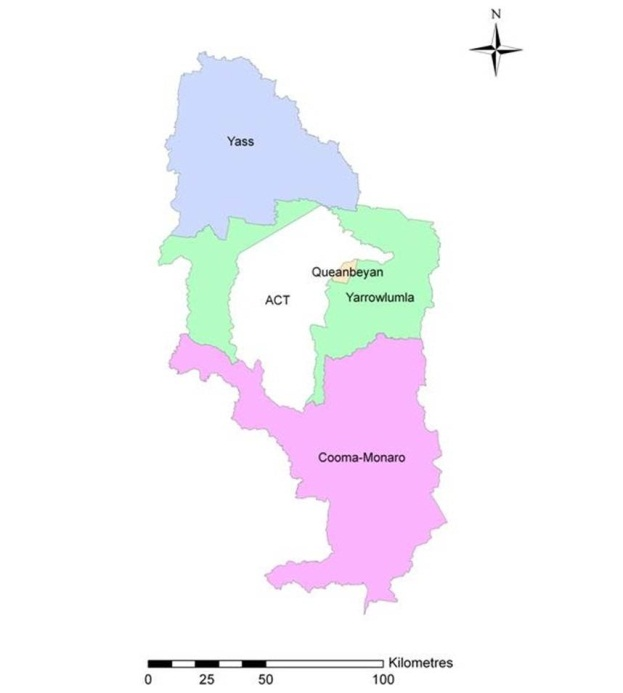 N
Yass
Queanbeyan
ACT
Yarrowlumla
Cooma-Monaro
Kilometres
0 25 50 100